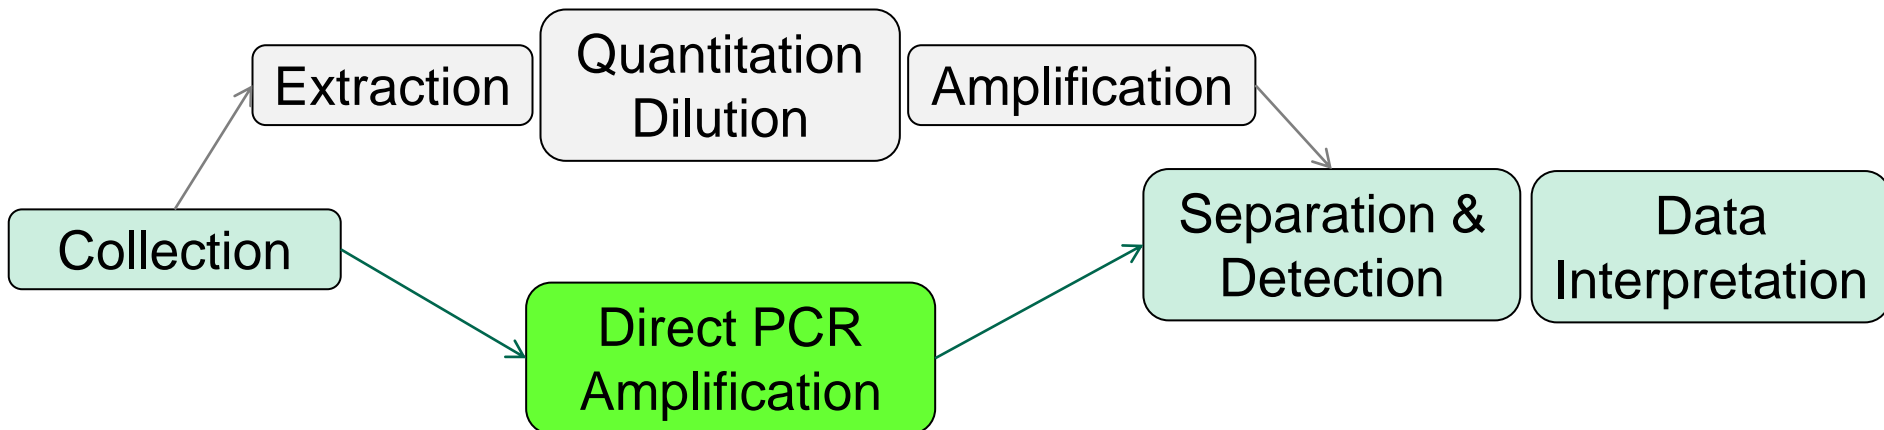 Extraction
Quantitation
Dilution
Amplification
Collection
Direct PCR
Amplification
Separation &
Detection
Data
Interpretation